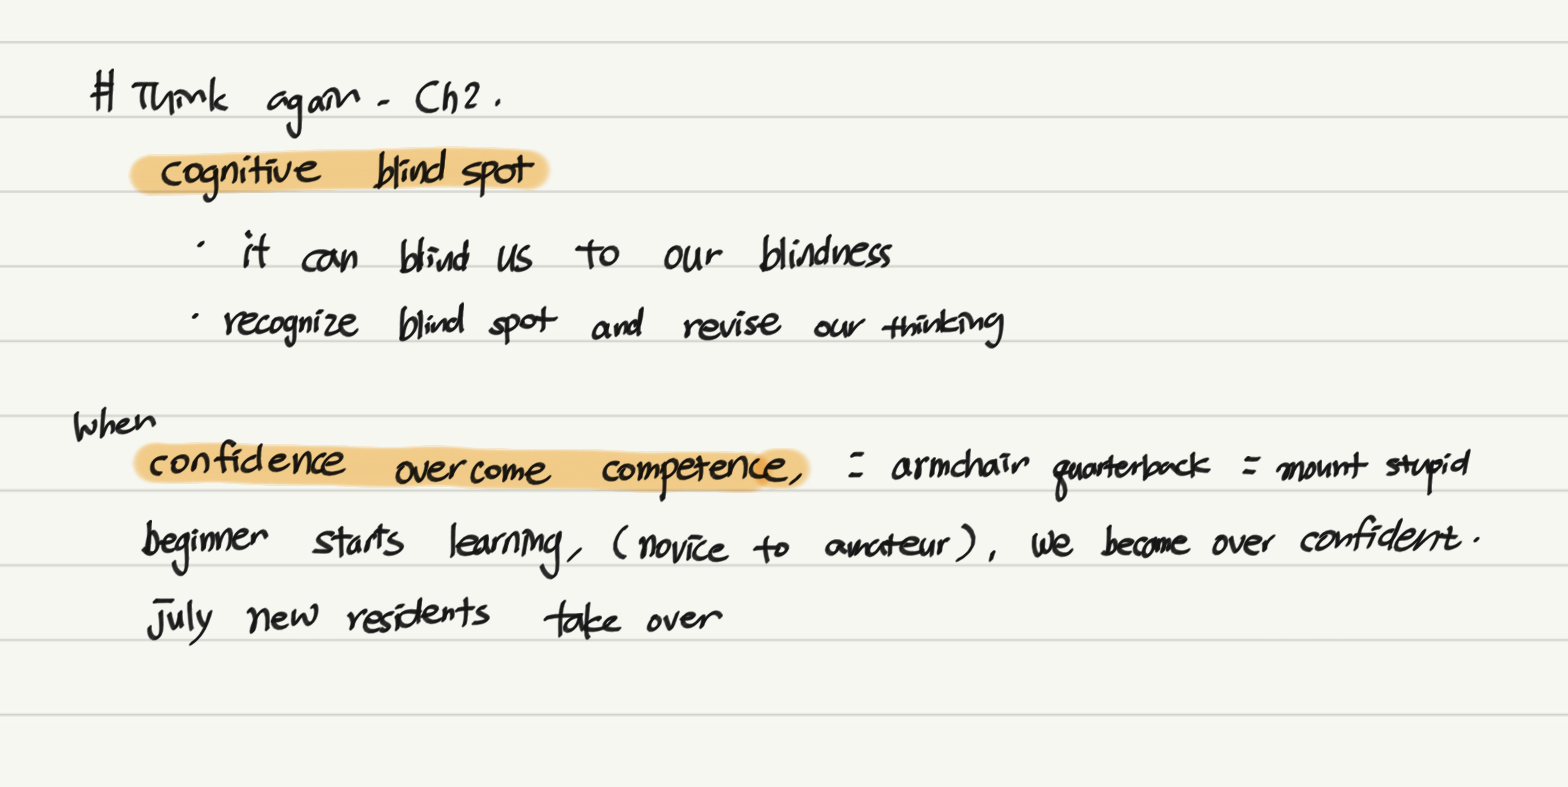 # Think again - Ch2.
cognitive blind spot
· it can blind us to our blindness
· recognize blind spot and revise our thinking
when
confidence overcome competence, = armchair quarterback = mount stupid
beginner starts learning, (novice to amateur), we become over confident.
july new residents take over